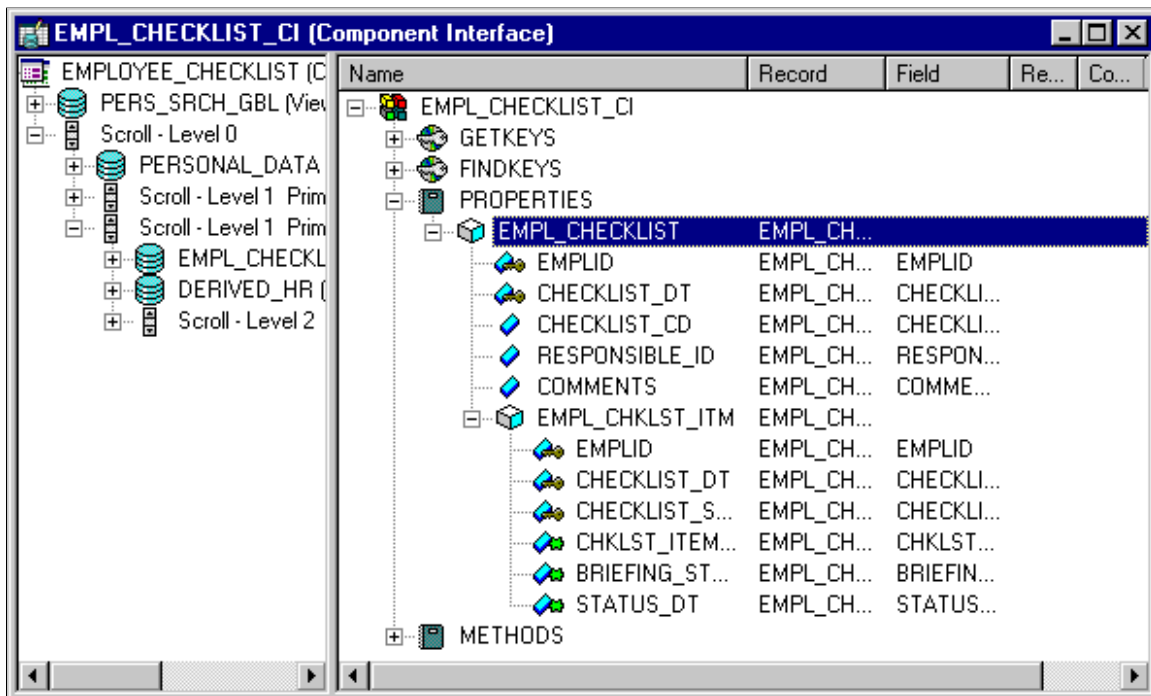 EMPL_CHECKLIST_CI (Component Interface)
EMPLOYEE_CHECKLIST (C
PERS_SRCH_GBL (View
Scroll - Level 0
PERSONAL_DATA
Scroll - Level 1 Prim
Scroll - Level 1 Prim
EMPL_CHECKL
DERIVED_HR (
Scroll - Level 2
Name Record Field Re... Co...
EMPL_CHECKLIST_CI
GETKEYS
FINDKEYS
PROPERTIES
EMPL_CHECKLIST EMPL_CH...
EMPLID EMPL_CH... EMPLID
CHECKLIST_DT EMPL_CH... CHECKLI...
CHECKLIST_CD EMPL_CH... CHECKLI...
RESPONSIBLE_ID EMPL_CH... RESPON...
COMMENTS EMPL_CH... COMME...
EMPL_CHKLST_ITM EMPL_CH...
EMPLID EMPL_CH... EMPLID
CHECKLIST_DT EMPL_CH... CHECKLI...
CHECKLIST_S... EMPL_CH... CHECKLI...
CHKLST_ITEM... EMPL_CH... CHKLST...
BRIEFING_ST... EMPL_CH... BRIEFIN...
STATUS_DT EMPL_CH... STATUS...
METHODS